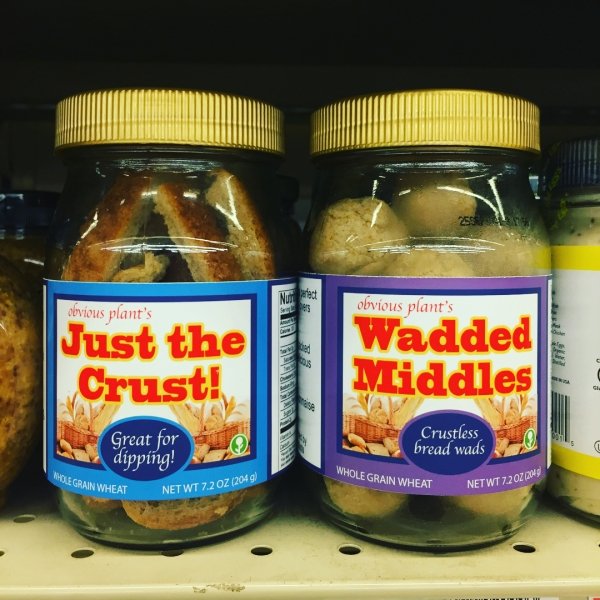 obvious plant's
Just the
Crust!
Great for
dipping!
WHOLE GRAIN WHEAT
NET WT 7.2 OZ (204 g)
obvious plant's
Wadded
Middles
Crustless
bread wads
WHOLE GRAIN WHEAT
NET WT 7.2 OZ (204 g)